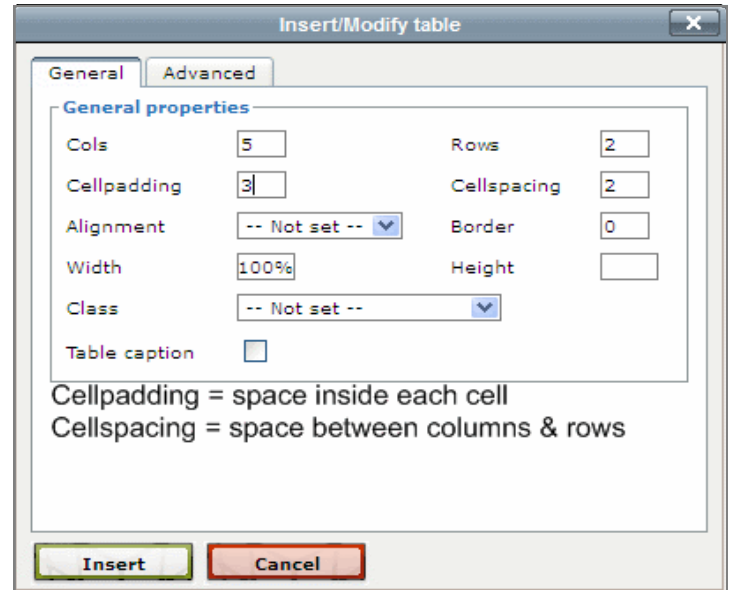 Insert/Modify table
General Advanced
General properties
Cols 5 Rows 2
Cellpadding 3 Cellspacing 2
Alignment -- Not set -- Border 0
Width 100% Height
Class -- Not set --
Table caption
Cellpadding = space inside each cell
Cellspacing = space between columns & rows
Insert Cancel